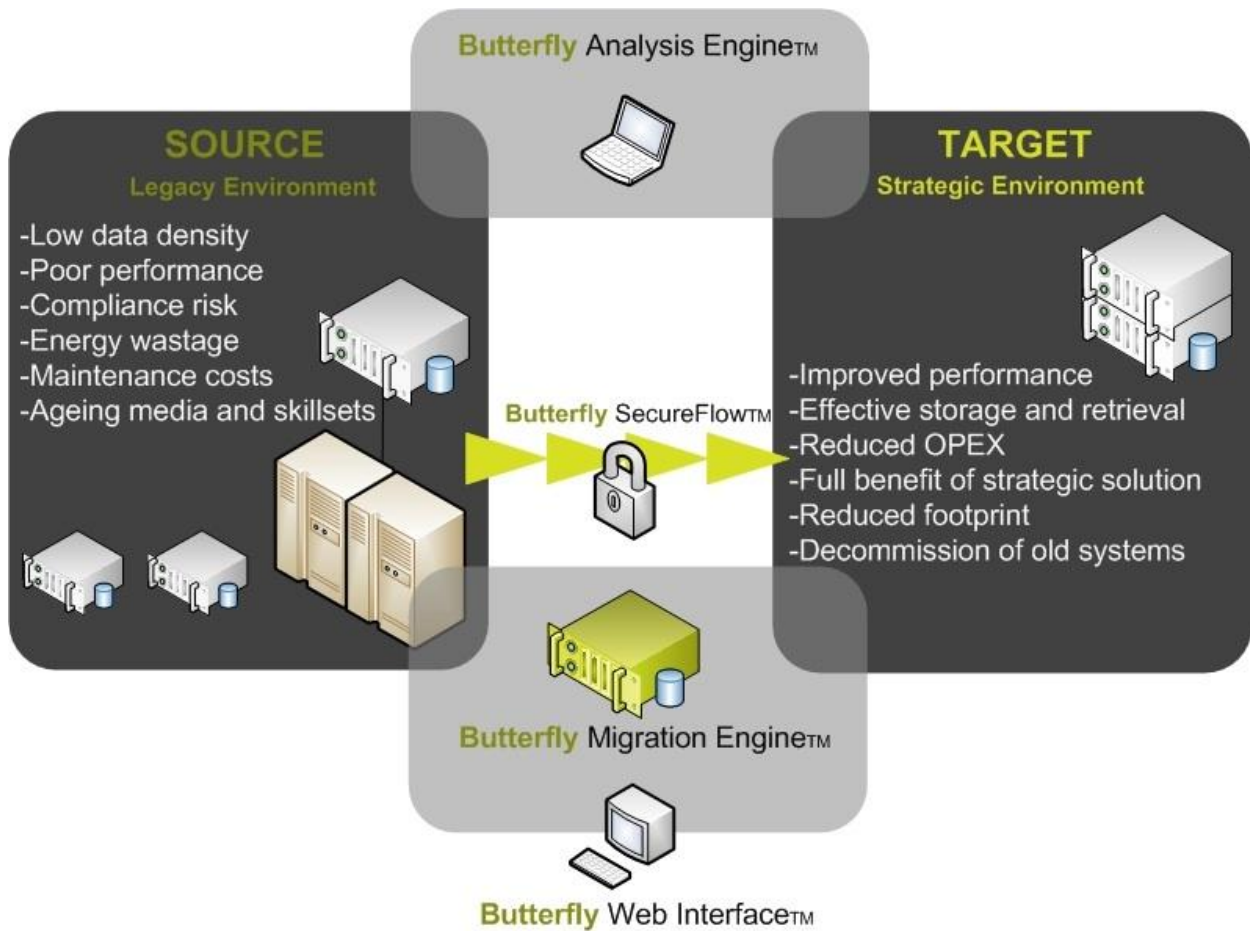 Butterfly Analysis Engine™
SOURCE
Legacy Environment
-Low data density
-Poor performance
-Compliance risk
-Energy wastage
-Maintenance costs
-Ageing media and skillsets
TARGET
Strategic Environment
-Improved performance
-Effective storage and retrieval
-Reduced OPEX
-Full benefit of strategic solution
-Reduced footprint
-Decommission of old systems
Butterfly SecureFlow™
Butterfly Migration Engine™
Butterfly Web Interface™